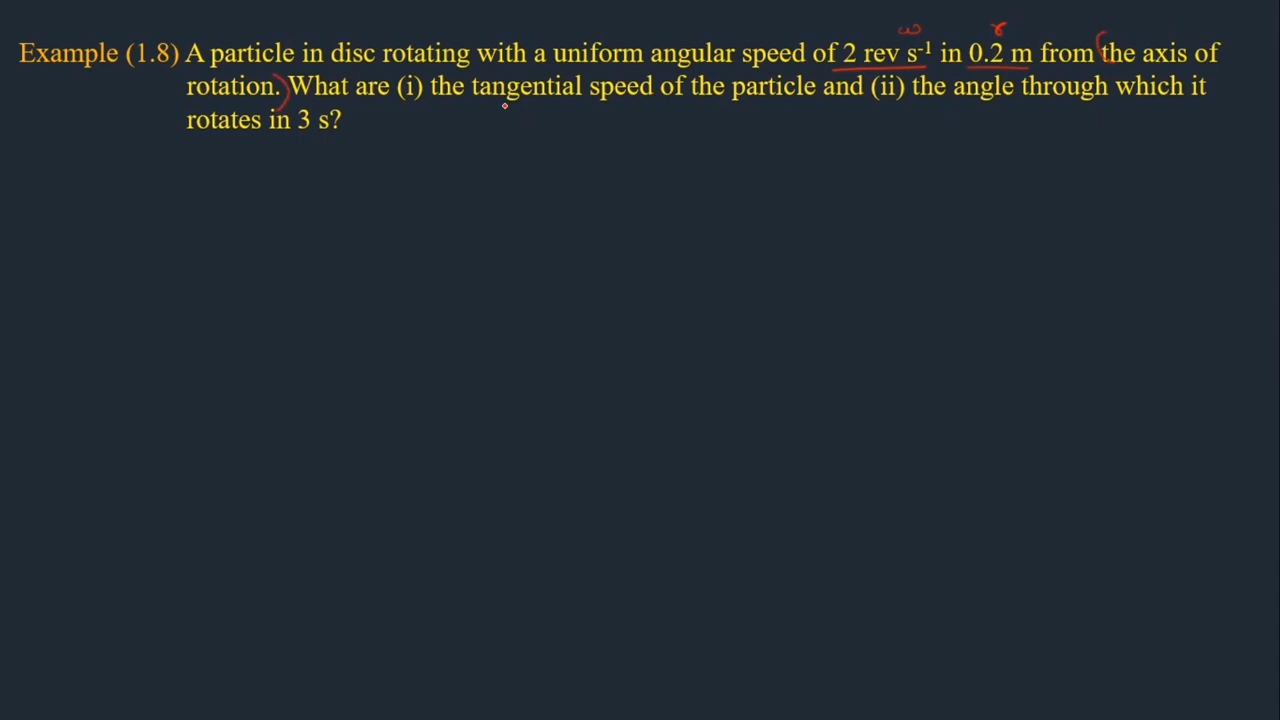 ω r
Example (1.8) A particle in disc rotating with a uniform angular speed of 2 rev s⁻¹ in 0.2 m from the axis of
rotation. What are (i) the tangential speed of the particle and (ii) the angle through which it
rotates in 3 s?